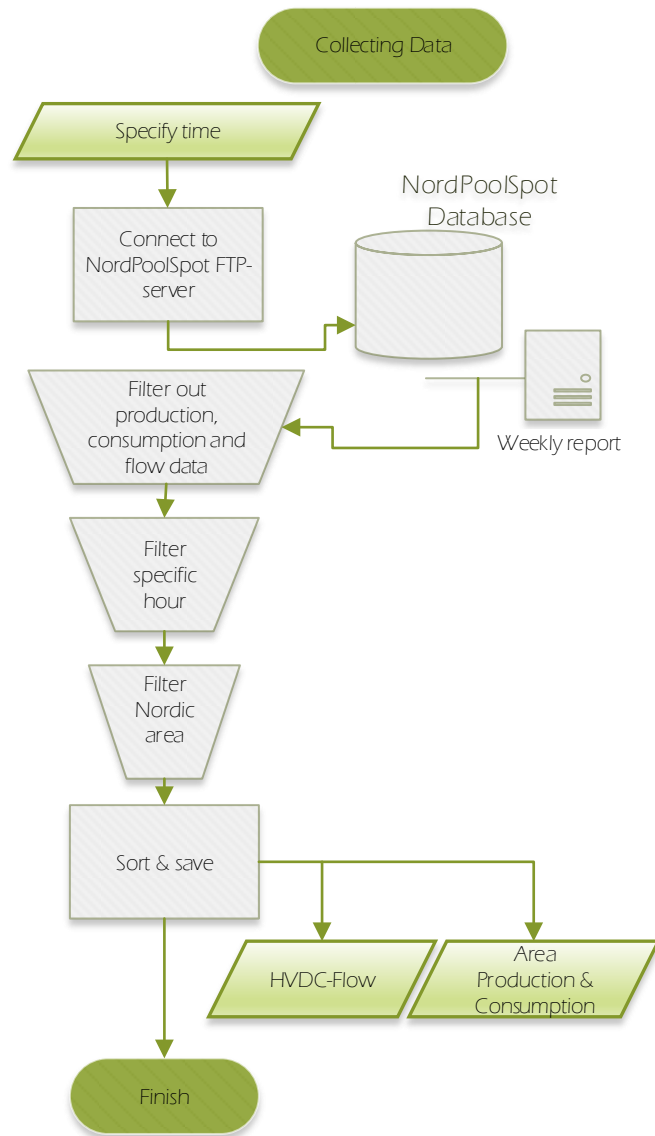 Collecting Data
Specify time
NordPoolSpot
Database
Connect to
NordPoolSpot FTP-
server
Filter out
production,
consumption and
flow data
Weekly report
Filter
specific
hour
Filter
Nordic
area
Sort & save
HVDC-Flow
Area
Production &
Consumption
Finish